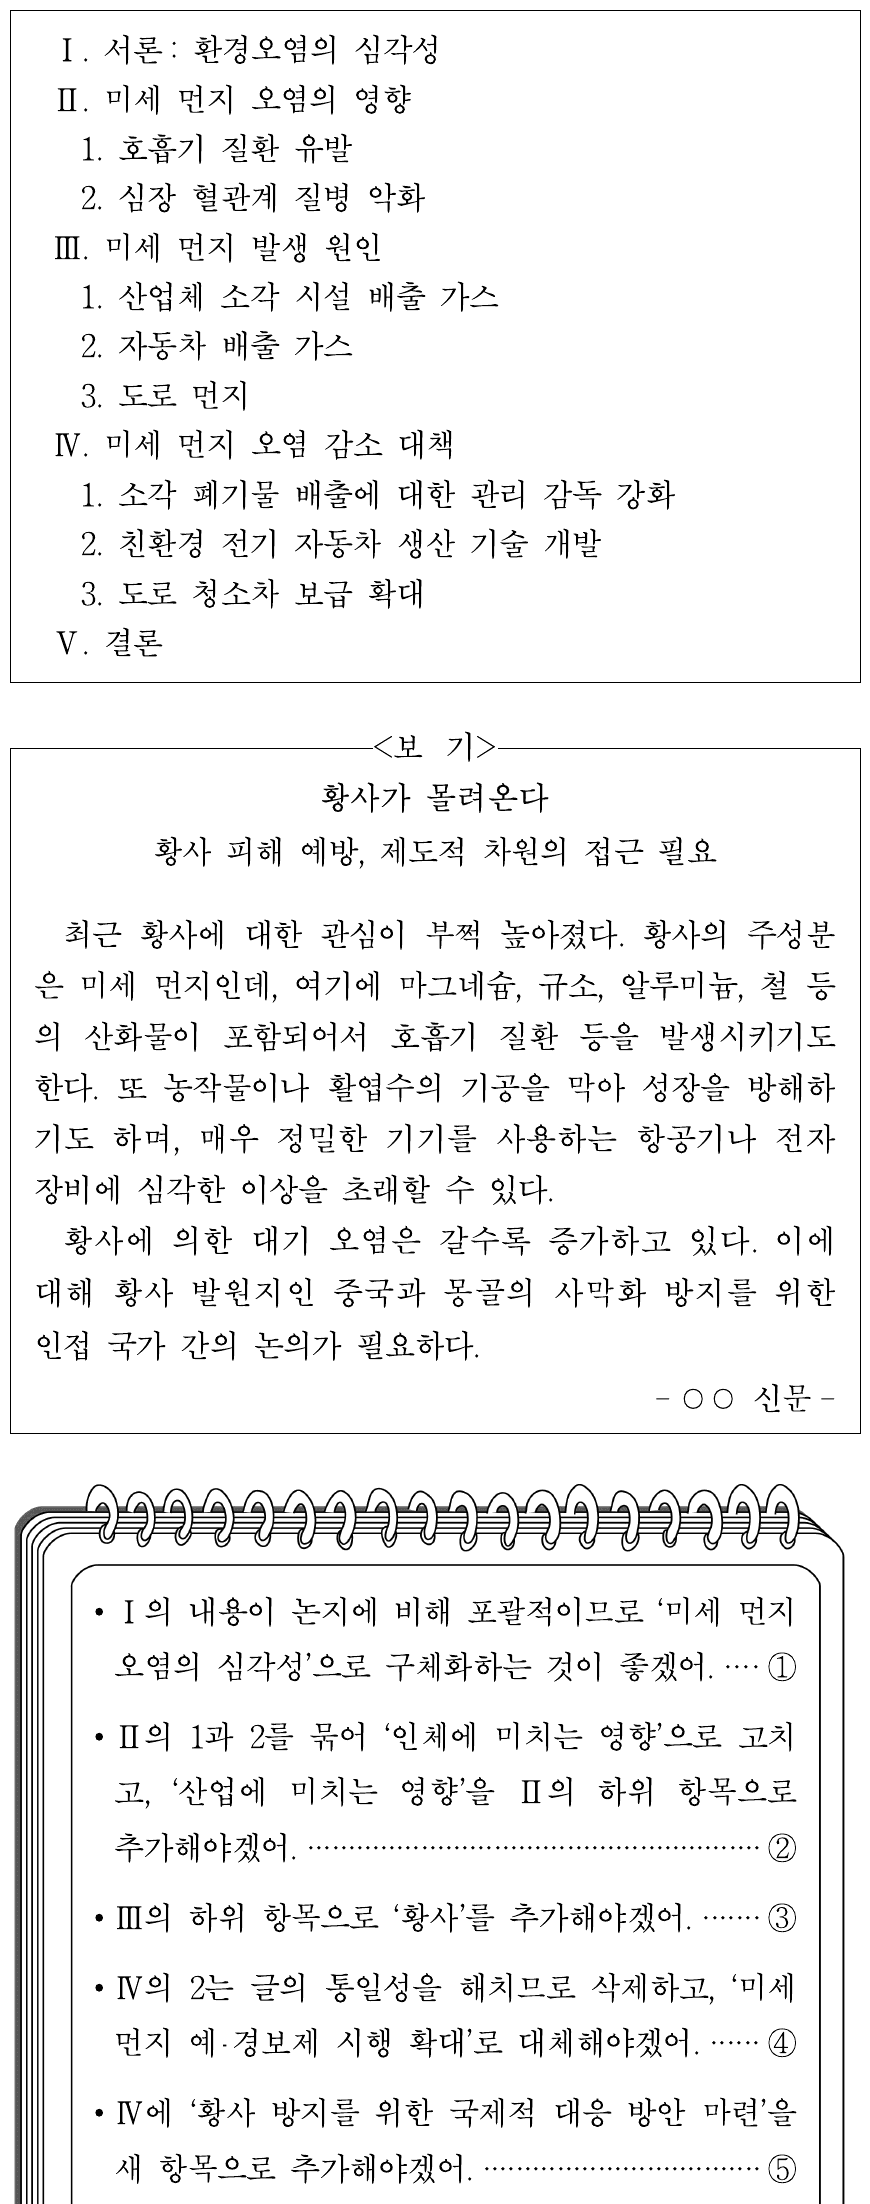 Ⅰ. 서론 : 환경오염의 심각성
Ⅱ. 미세 먼지 오염의 영향
1. 호흡기 질환 유발
2. 심장 혈관계 질병 악화
Ⅲ. 미세 먼지 발생 원인
1. 산업체 소각 시설 배출 가스
2. 자동차 배출 가스
3. 도로 먼지
Ⅳ. 미세 먼지 오염 감소 대책
1. 소각 폐기물 배출에 대한 관리 감독 강화
2. 친환경 전기 자동차 생산 기술 개발
3. 도로 청소차 보급 확대
Ⅴ. 결론
<보 기>
황사가 몰려온다
황사 피해 예방, 제도적 차원의 접근 필요
최근 황사에 대한 관심이 부쩍 높아졌다. 황사의 주성분
은 미세 먼지인데, 여기에 마그네슘, 규소, 알루미늄, 철 등
의 산화물이 포함되어서 호흡기 질환 등을 발생시키기도
한다. 또 농작물이나 활엽수의 기공을 막아 성장을 방해하
기도 하며, 매우 정밀한 기기를 사용하는 항공기나 전자
장비에 심각한 이상을 초래할 수 있다.
황사에 의한 대기 오염은 갈수록 증가하고 있다. 이에
대해 황사 발원지인 중국과 몽골의 사막화 방지를 위한
인접 국가 간의 논의가 필요하다.
- ○○ 신문 -
• Ⅰ의 내용이 논지에 비해 포괄적이므로 ‘미세 먼지
오염의 심각성’으로 구체화하는 것이 좋겠어. ···· ①
• Ⅱ의 1과 2를 묶어 ‘인체에 미치는 영향’으로 고치
고, ‘산업에 미치는 영향’을 Ⅱ의 하위 항목으로
추가해야겠어. ······················································ ②
• Ⅲ의 하위 항목으로 ‘황사’를 추가해야겠어. ······· ③
• Ⅳ의 2는 글의 통일성을 해치므로 삭제하고, ‘미세
먼지 예·경보제 시행 확대’로 대체해야겠어. ······ ④
• Ⅳ에 ‘황사 방지를 위한 국제적 대응 방안 마련’을
새 항목으로 추가해야겠어. ································· ⑤